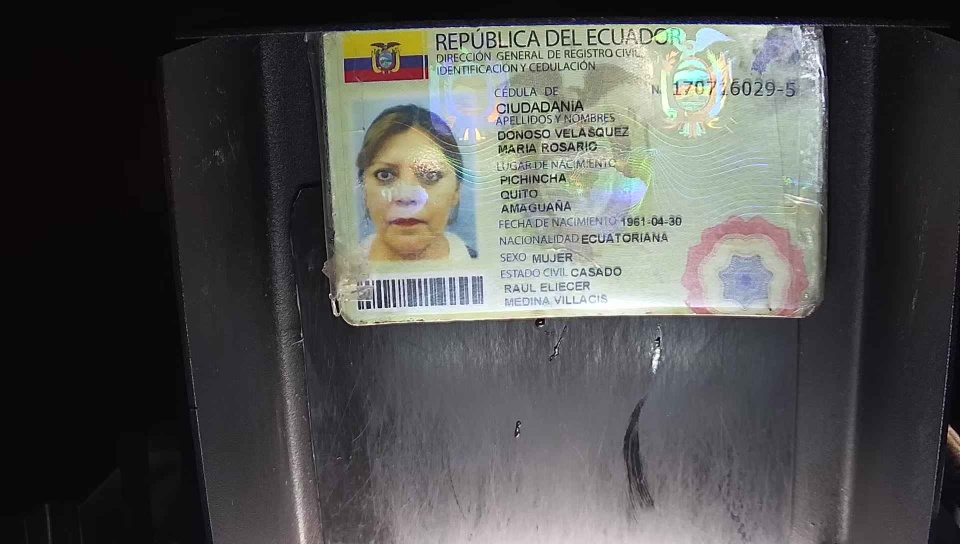 REPÚBLICA DEL ECUADOR
DIRECCIÓN GENERAL DE REGISTRO CIVIL
IDENTIFICACIÓN Y CEDULACIÓN
CÉDULA DE
CIUDADANÍA
N. 170716029-5
APELLIDOS Y NOMBRES
DONOSO VELASQUEZ
MARIA ROSARIO
LUGAR DE NACIMIENTO
PICHINCHA
QUITO
AMAGUAÑA
FECHA DE NACIMIENTO 1961-04-30
NACIONALIDAD ECUATORIANA
SEXO MUJER
ESTADO CIVIL CASADO
RAUL ELIECER
MEDINA VILLACIS